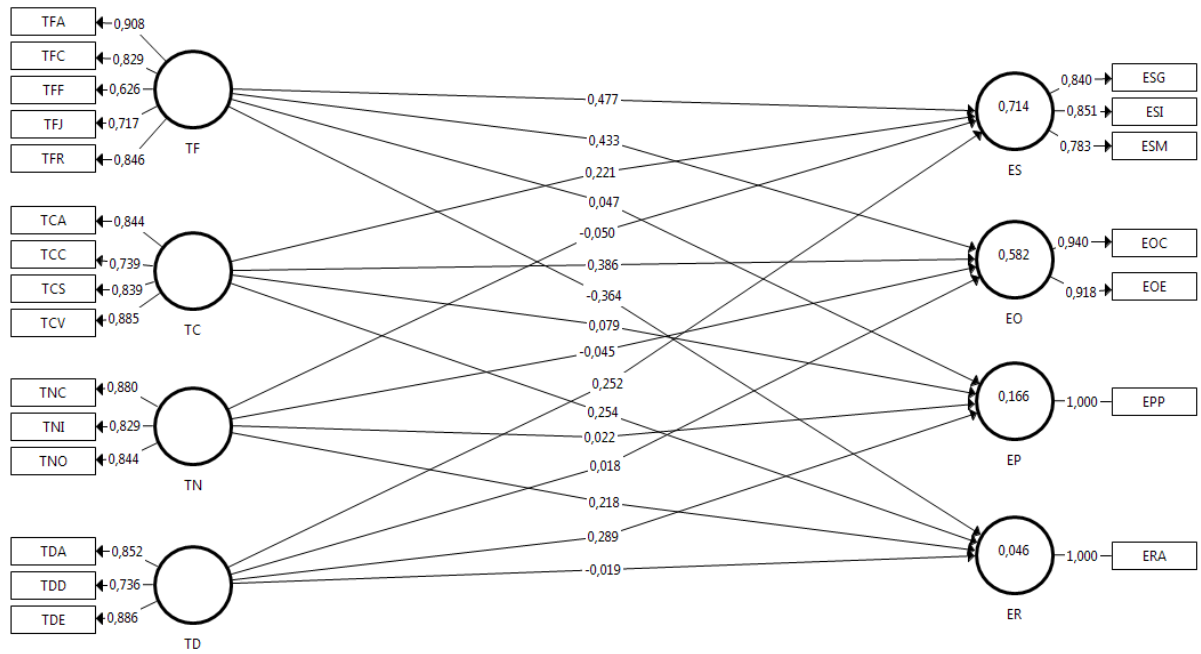 TFA
0,908
TFC
0,829
TFF
0,626
TFJ
0,717
TFR
0,846
TF
TCA
0,844
TCC
0,739
TCS
0,839
TCV
0,885
TC
TNC
0,880
TNI
0,829
TNO
0,844
TN
TDA
0,852
TDD
0,736
TDE
0,886
TD
0,477
0,433
0,221
0,047
-0,050
0,386
-0,364
0,079
-0,045
0,252
0,254
0,022
0,018
0,218
0,289
-0,019
0,714
ES
0,840
ESG
0,851
ESI
0,783
ESM
0,582
EO
0,940
EOC
0,918
EOE
0,166
EP
1,000
EPP
0,046
ER
1,000
ERA